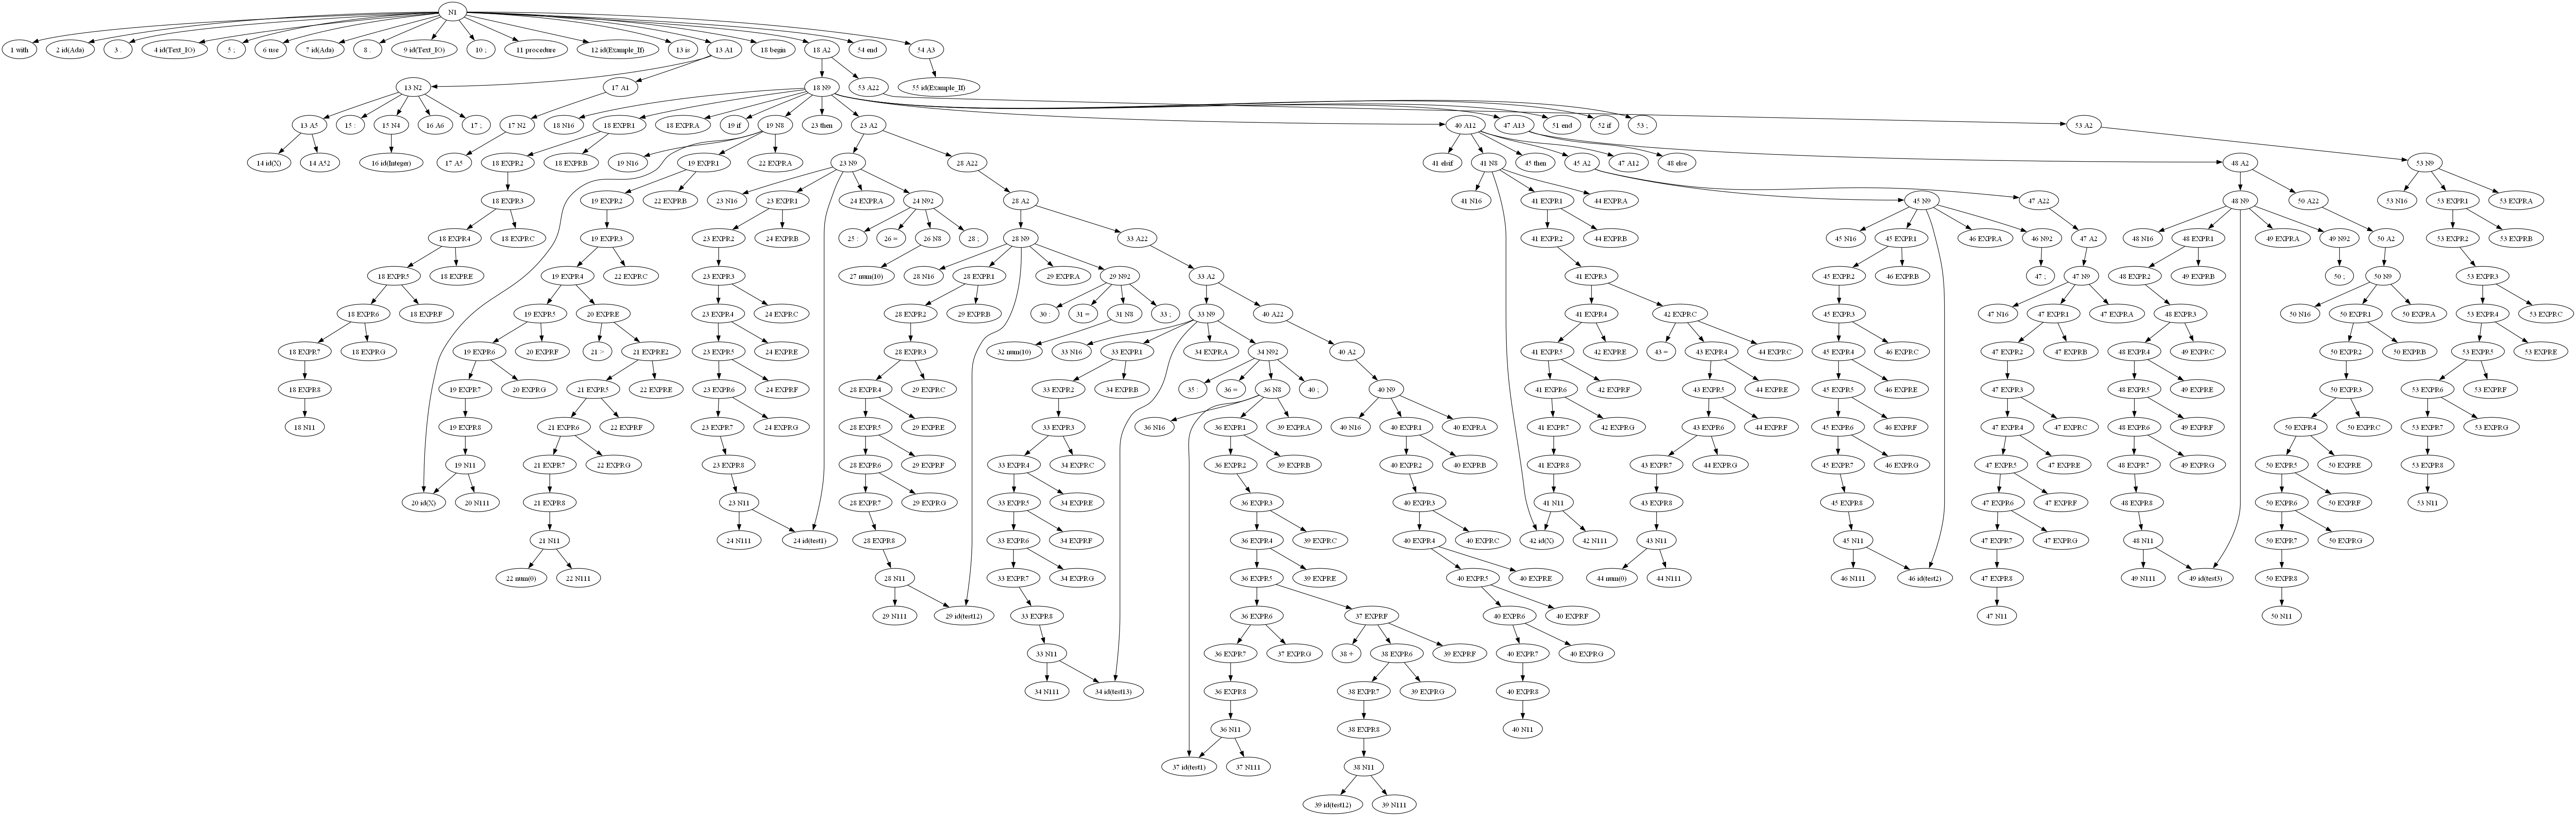 N1
1 with
2 id(Ada)
3 .
4 id(Text_IO)
5 ;
6 use
7 id(Ada)
8 .
9 id(Text_IO)
10 ;
11 procedure
12 id(Example_If)
13 is
13 A1
18 begin
18 A2
54 end
54 A3
13 N2
17 A1
18 N9
53 A22
55 id(Example_If)
13 A5
15 :
15 N4
16 A6
17 ;
17 N2
18 N16
18 EXPR1
18 EXPRA
19 if
19 N8
23 then
23 A2
40 A12
47 A13
51 end
52 if
53 ;
53 A2
14 id(X)
14 A52
16 id(Integer)
17 A5
18 EXPR2
18 EXPRB
19 N16
19 EXPR1
22 EXPRA
23 N9
28 A22
41 elsif
41 N8
45 then
45 A2
47 A12
48 else
48 A2
53 N9
18 EXPR3
19 EXPR2
22 EXPRB
23 N16
23 EXPR1
24 EXPRA
24 N92
28 A2
41 N16
41 EXPR1
44 EXPRA
45 N9
47 A22
48 N9
50 A22
53 N16
53 EXPR1
53 EXPRA
18 EXPR4
18 EXPRC
19 EXPR3
23 EXPR2
24 EXPRB
25 :
26 =
26 N8
28 ;
28 N9
33 A22
41 EXPR2
44 EXPRB
45 N16
45 EXPR1
46 EXPRA
46 N92
47 A2
48 N16
48 EXPR1
49 EXPRA
49 N92
50 A2
53 EXPR2
53 EXPRB
18 EXPR5
18 EXPRE
19 EXPR4
22 EXPRC
23 EXPR3
27 num(10)
28 N16
28 EXPR1
29 EXPRA
29 N92
33 A2
41 EXPR3
45 EXPR2
46 EXPRB
47 ;
47 N9
48 EXPR2
49 EXPRB
50 ;
50 N9
53 EXPR3
18 EXPR6
18 EXPRF
19 EXPR5
20 EXPRE
23 EXPR4
24 EXPRC
28 EXPR2
29 EXPRB
30 :
31 =
31 N8
33 ;
33 N9
40 A22
41 EXPR4
42 EXPRC
45 EXPR3
47 N16
47 EXPR1
47 EXPRA
48 EXPR3
50 N16
50 EXPR1
50 EXPRA
53 EXPR4
53 EXPRC
18 EXPR7
18 EXPRG
19 EXPR6
20 EXPRF
21 >
21 EXPRE2
23 EXPR5
24 EXPRE
28 EXPR3
32 num(10)
33 N16
33 EXPR1
34 EXPRA
34 N92
40 A2
41 EXPR5
42 EXPRE
43 =
43 EXPR4
44 EXPRC
45 EXPR4
46 EXPRC
47 EXPR2
47 EXPRB
48 EXPR4
49 EXPRC
50 EXPR2
50 EXPRB
53 EXPR5
53 EXPRE
18 EXPR8
19 EXPR7
20 EXPRG
21 EXPR5
22 EXPRE
23 EXPR6
24 EXPRF
28 EXPR4
29 EXPRC
33 EXPR2
34 EXPRB
35 :
36 =
36 N8
40 ;
40 N9
41 EXPR6
42 EXPRF
43 EXPR5
44 EXPRE
45 EXPR5
46 EXPRE
47 EXPR3
48 EXPR5
49 EXPRE
50 EXPR3
53 EXPR6
53 EXPRF
18 N11
19 EXPR8
21 EXPR6
22 EXPRF
23 EXPR7
24 EXPRG
28 EXPR5
29 EXPRE
33 EXPR3
36 N16
36 EXPR1
39 EXPRA
40 N16
40 EXPR1
40 EXPRA
41 EXPR7
42 EXPRG
43 EXPR6
44 EXPRF
45 EXPR6
46 EXPRF
47 EXPR4
47 EXPRC
48 EXPR6
49 EXPRF
50 EXPR4
50 EXPRC
53 EXPR7
53 EXPRG
19 N11
21 EXPR7
22 EXPRG
23 EXPR8
28 EXPR6
29 EXPRF
33 EXPR4
34 EXPRC
36 EXPR2
39 EXPRB
40 EXPR2
40 EXPRB
41 EXPR8
43 EXPR7
44 EXPRG
45 EXPR7
46 EXPRG
47 EXPR5
47 EXPRE
48 EXPR7
49 EXPRG
50 EXPR5
50 EXPRE
53 EXPR8
20 id(X)
20 N111
21 EXPR8
23 N11
28 EXPR7
29 EXPRG
33 EXPR5
34 EXPRE
36 EXPR3
40 EXPR3
41 N11
43 EXPR8
45 EXPR8
47 EXPR6
47 EXPRF
48 EXPR8
50 EXPR6
50 EXPRF
53 N11
21 N11
24 N111
24 id(test1)
28 EXPR8
33 EXPR6
34 EXPRF
36 EXPR4
39 EXPRC
40 EXPR4
40 EXPRC
42 id(X)
42 N111
43 N11
45 N11
47 EXPR7
47 EXPRG
48 N11
50 EXPR7
50 EXPRG
22 num(0)
22 N111
28 N11
33 EXPR7
34 EXPRG
36 EXPR5
39 EXPRE
40 EXPR5
40 EXPRE
44 num(0)
44 N111
46 N111
46 id(test2)
47 EXPR8
49 N111
49 id(test3)
50 EXPR8
29 N111
29 id(test12)
33 EXPR8
36 EXPR6
37 EXPRF
40 EXPR6
40 EXPRF
47 N11
50 N11
33 N11
36 EXPR7
37 EXPRG
38 +
38 EXPR6
39 EXPRF
40 EXPR7
40 EXPRG
34 N111
34 id(test13)
36 EXPR8
38 EXPR7
39 EXPRG
40 EXPR8
36 N11
38 EXPR8
40 N11
37 id(test1)
37 N111
38 N11
39 id(test12)
39 N111